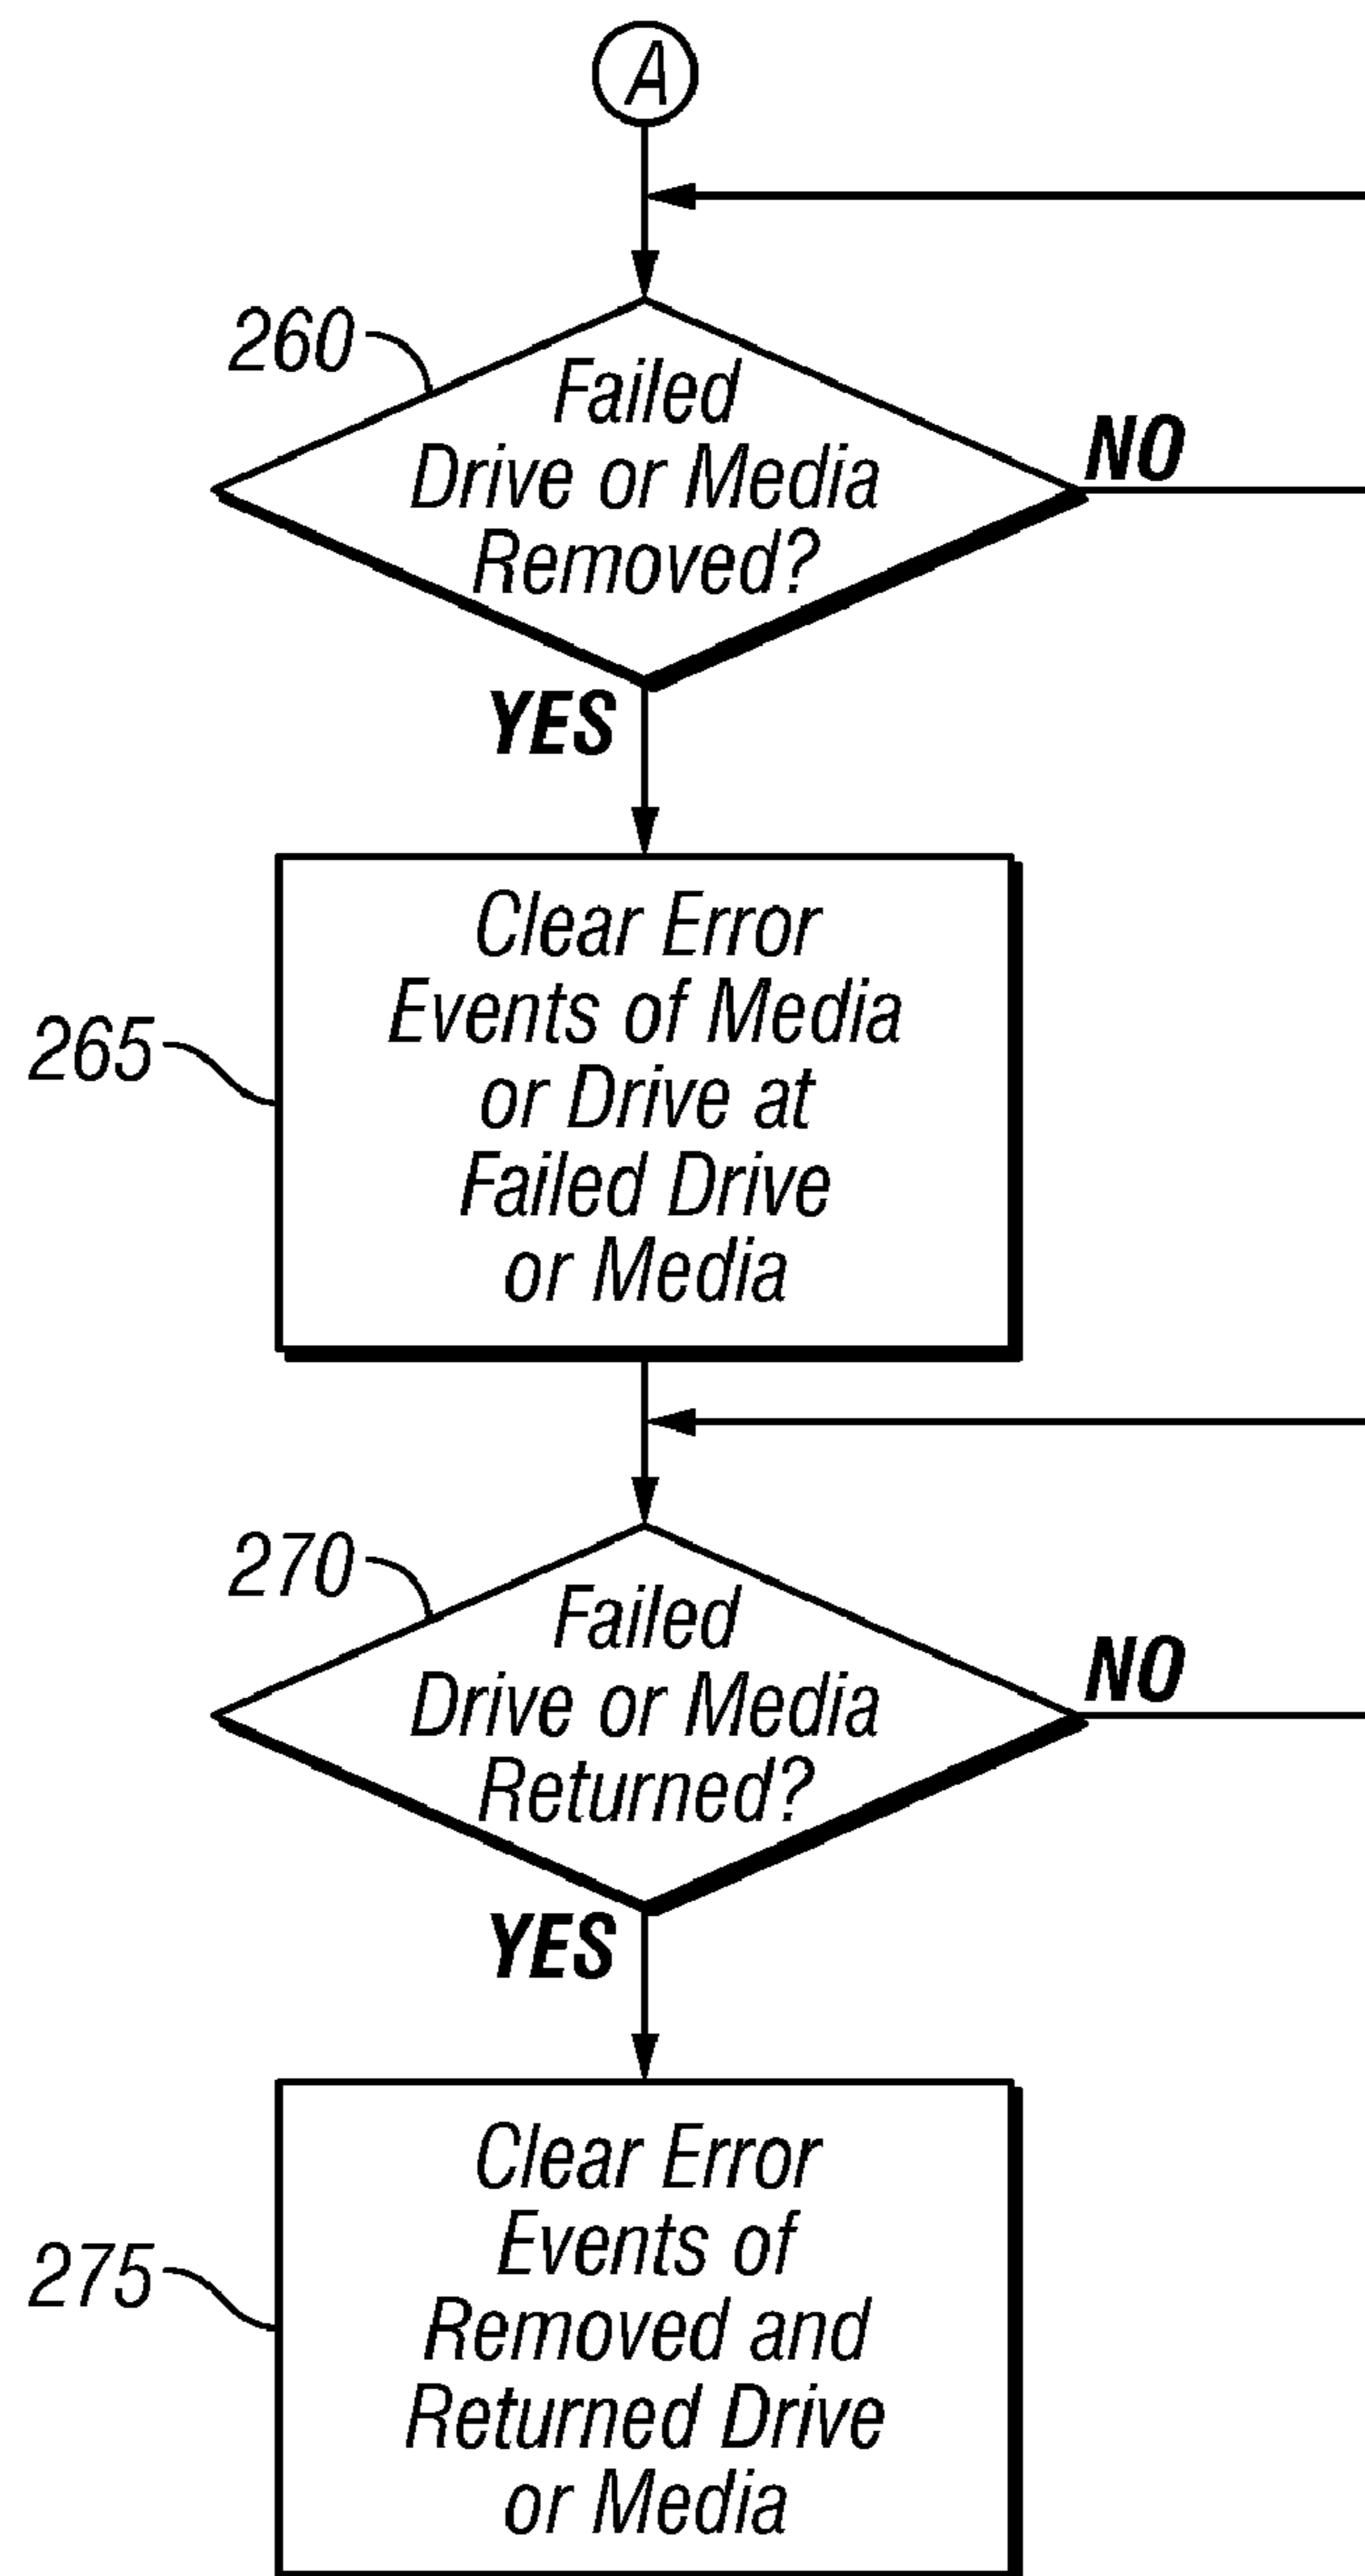 A
260
Failed
Drive or Media
Removed?
NO
YES
265
Clear Error
Events of Media
or Drive at
Failed Drive
or Media
270
Failed
Drive or Media
Returned?
NO
YES
275
Clear Error
Events of
Removed and
Returned Drive
or Media